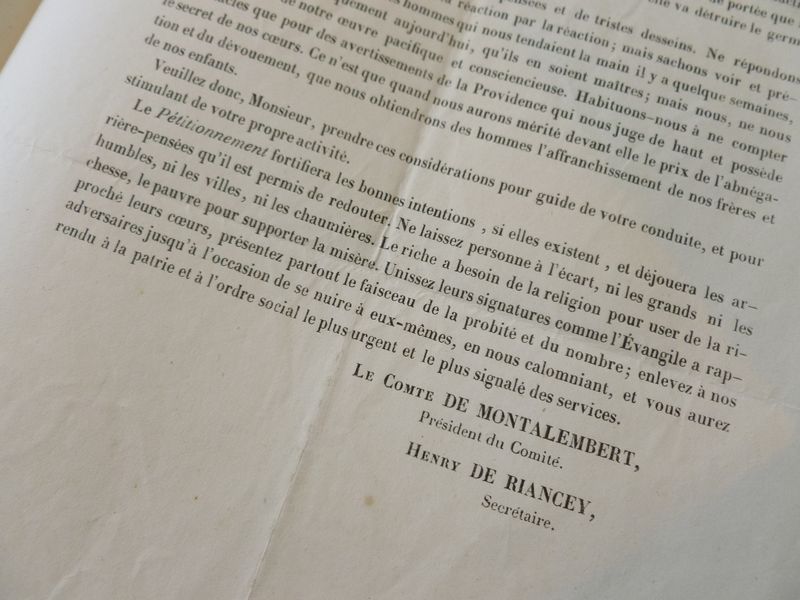 de portée que
pensées et de tristes desseins. Ne répondons
réaction par la réaction; mais sachons voir et pré-
hommes qui nous tendaient la main il y a quelque semaines,
aujourd'hui, qu'ils en soient maîtres; mais nous, ne nous
de notre œuvre pacifique et consciencieuse. Habituons-nous à ne compter
que pour des avertissements de la Providence qui nous juge de haut et possède
le secret de nos cœurs. Ce n'est que quand nous aurons mérité devant elle le prix de l'abnéga-
tion et du dévouement, que nous obtiendrons des hommes l'affranchissement de nos frères et
de nos enfants.
Veuillez donc, Monsieur, prendre ces considérations pour guide de votre conduite, et pour
stimulant de votre propre activité.
Le Pétitionnement fortifiera les bonnes intentions, si elles existent, et déjouera les ar-
rière-pensées qu'il est permis de redouter. Ne laissez personne à l'écart, ni les grands ni les
humbles, ni les villes, ni les chaumières. Le riche a besoin de la religion pour user de la ri-
chesse, le pauvre pour supporter la misère. Unissez leurs signatures comme l'Évangile a rap-
proché leurs cœurs, présentez partout le faisceau de la probité et du nombre; enlevez à nos
adversaires jusqu'à l'occasion de se nuire à eux-mêmes, en nous calomniant, et vous aurez
rendu à la patrie et à l'ordre social le plus urgent et le plus signalé des services.
LE COMTE DE MONTALEMBERT,
Président du Comité.
HENRY DE RIANCEY,
Secrétaire.